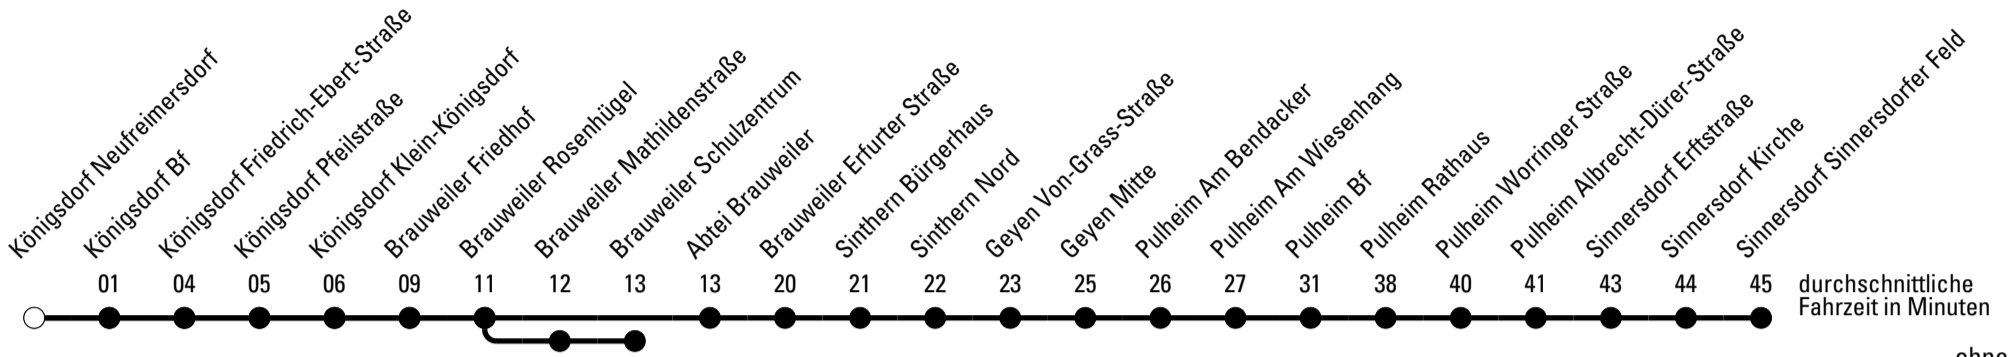 Königsdorf Neufreimersdorf
Königsdorf Bf
Königsdorf Friedrich-Ebert-Straße
Königsdorf Pfeilstraße
Königsdorf Klein-Königsdorf
Brauweiler Friedhof
Brauweiler Rosenhügel
Brauweiler Mathildenstraße
Brauweiler Schulzentrum
Abtei Brauweiler
Brauweiler Erfurter Straße
Sinthern Bürgerhaus
Sinthern Nord
Geyen Von-Grass-Straße
Geyen Mitte
Pulheim Am Bendacker
Pulheim Am Wiesenhang
Pulheim Bf
Pulheim Rathaus
Pulheim Worringer Straße
Pulheim Albrecht-Dürer-Straße
Sinnersdorf Erftstraße
Sinnersdorf Kirche
Sinnersdorf Sinnersdorfer Feld
01 04 05 06 09 11 12 13 13 20 21 22 23 25 26 27 31 38 40 41 43 44 45 durchschnittliche
Fahrzeit in Minuten